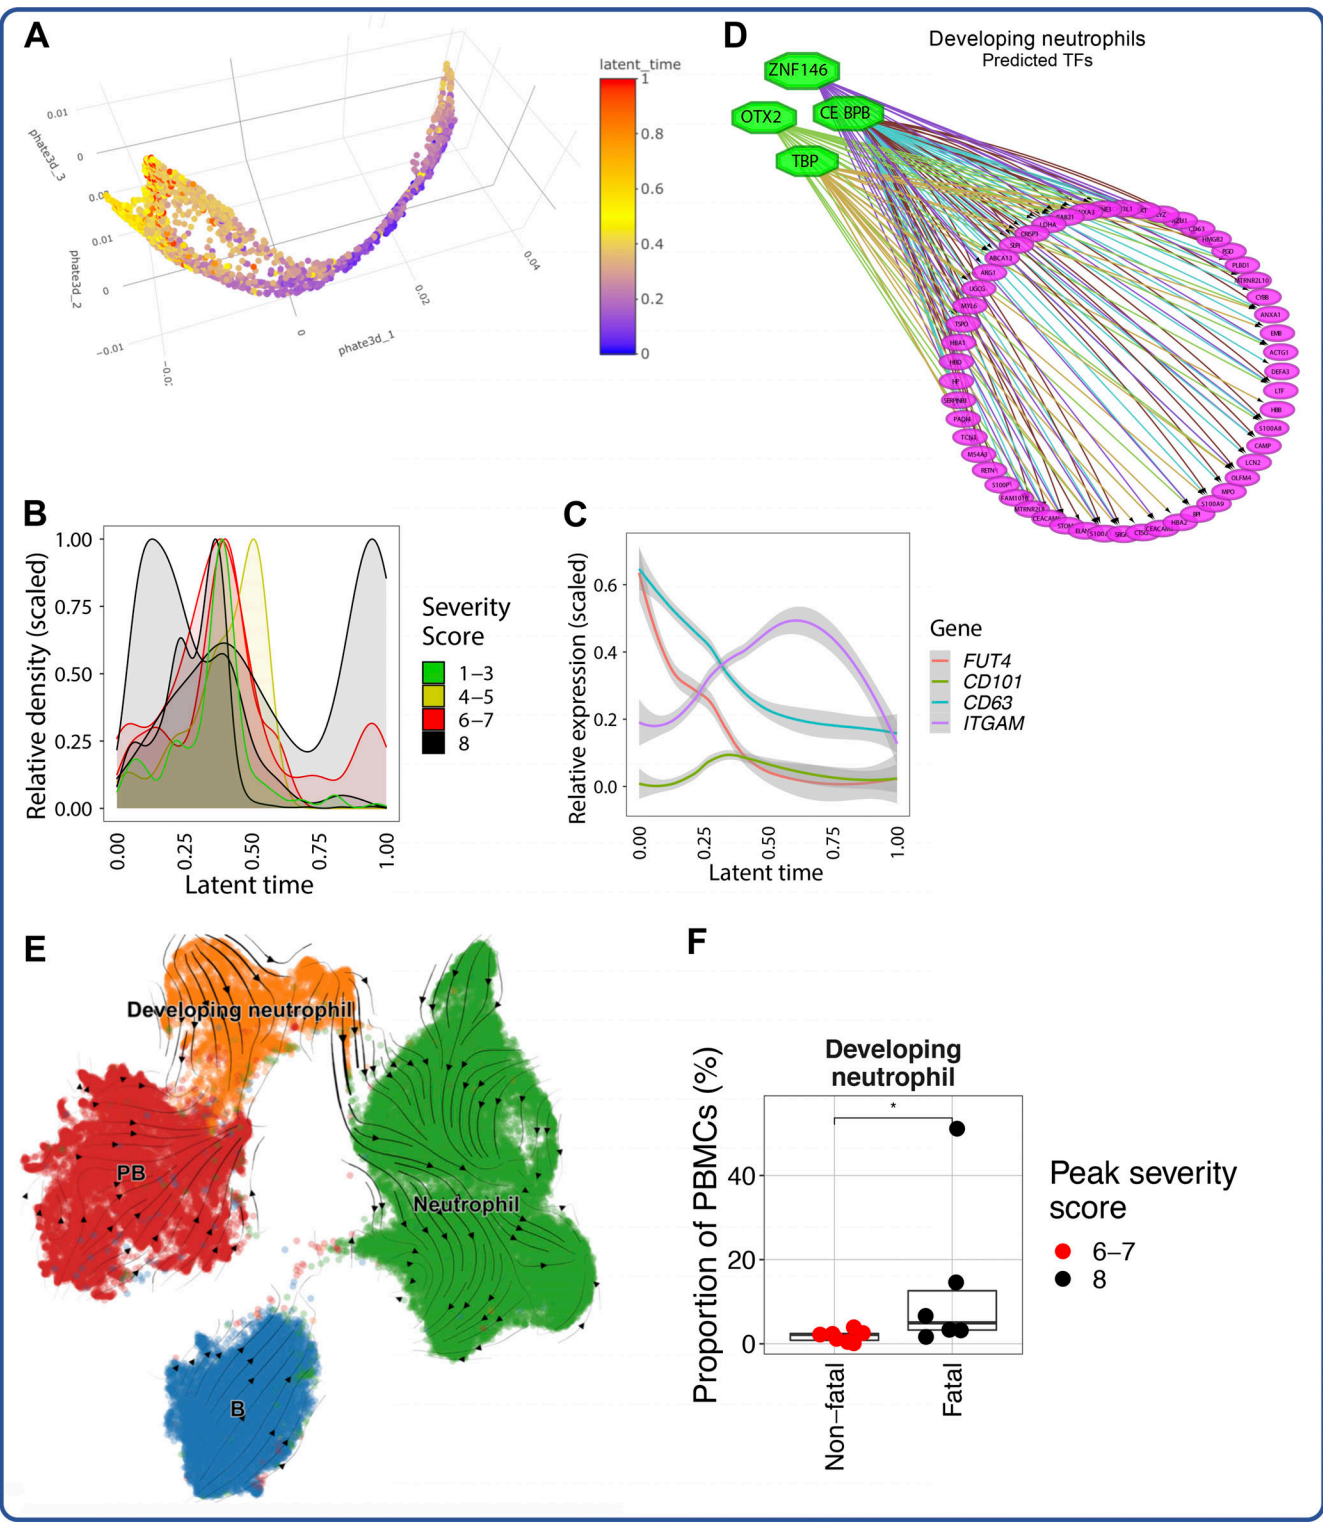 A
latent_time
1
0.8
0.6
0.4
0.2
0
phate3d_3
0.01
0
phate3d_2
0.01
0
−0.01
phate3d_1
0
0.02
0.04
D
Developing neutrophils
Predicted TFs
ZNF146
OTX2
CE BPB
TBP
LDHA
CRISP3
SLPI
ABCA13
ARG1
UGCG
MYL6
TSPO
HBA1
HBD
HP
SERPINB1
PADI4
TCN1
MS4A3
RETN
S100P
CD63
HMGB2
PGD
PLBD1
MTRNR2L10
CYBB
ANXA1
EMB
ACTG1
DEFA3
LTF
HBB
S100A8
CAMP
LCN2
OLFM4
MPO
S100A9
BPI
HBA2
B
Relative density (scaled)
1.00
0.75
0.50
0.25
0.00
0.00
0.25
0.50
0.75
1.00
Latent time
Severity
Score
1−3
4−5
6−7
8
C
Relative expression (scaled)
0.6
0.4
0.2
0.0
0.00
0.25
0.50
0.75
1.00
Latent time
Gene
FUT4
CD101
CD63
ITGAM
E
Developing neutrophil
PB
Neutrophil
B
F
Developing
neutrophil
Proportion of PBMCs (%)
40
20
0
*
Non−fatal
Fatal
Peak severity
score
6−7
8